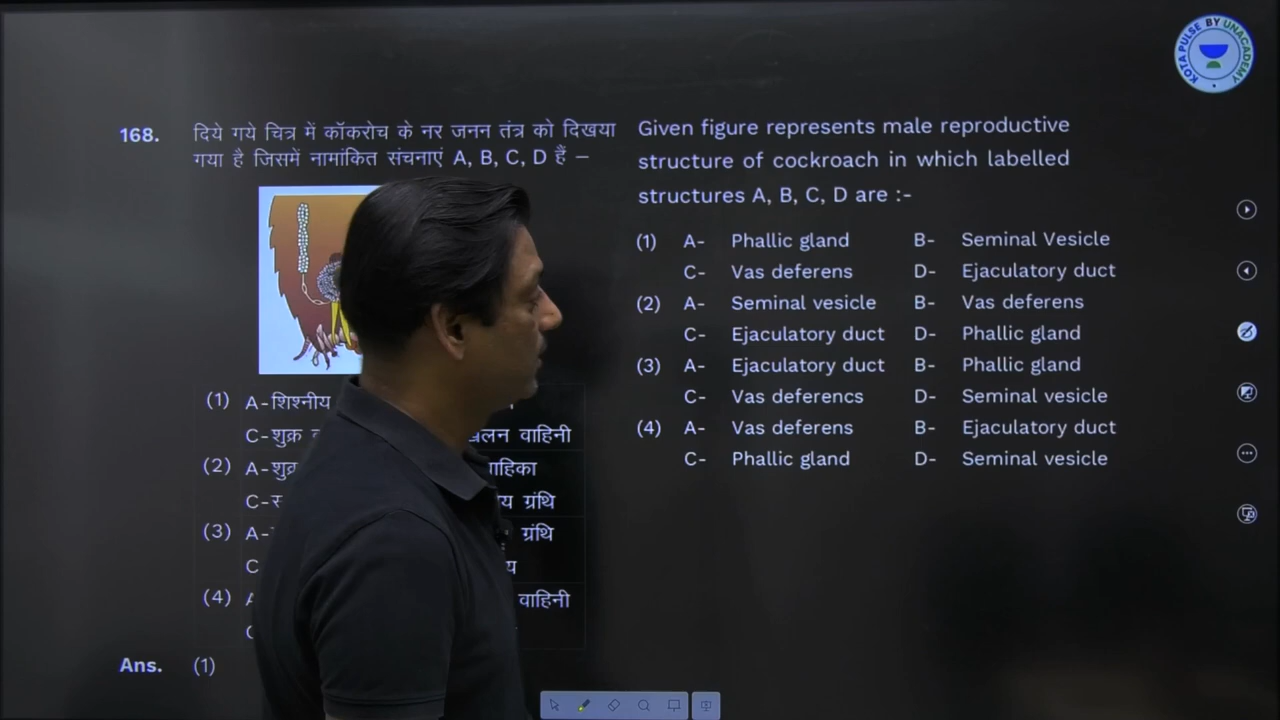 KOTA PULSE BY UNACADEMY
168.
दिये गये चित्र में कॉकरोच के नर जनन तंत्र को दिखया
गया है जिसमें नामांकित संचनाएं A, B, C, D हैं –
(1) A-शिश्नीय
C-शुक्र
वाहिनी
(2) A-शुक्र
ग्रंथि
(3) A-
ग्रंथि
(4)
वाहिनी
Ans. (1)
Given figure represents male reproductive
structure of cockroach in which labelled
structures A, B, C, D are :-
(1) A- Phallic gland B- Seminal Vesicle
C- Vas deferens D- Ejaculatory duct
(2) A- Seminal vesicle B- Vas deferens
C- Ejaculatory duct D- Phallic gland
(3) A- Ejaculatory duct B- Phallic gland
C- Vas deferencs D- Seminal vesicle
(4) A- Vas deferens B- Ejaculatory duct
C- Phallic gland D- Seminal vesicle